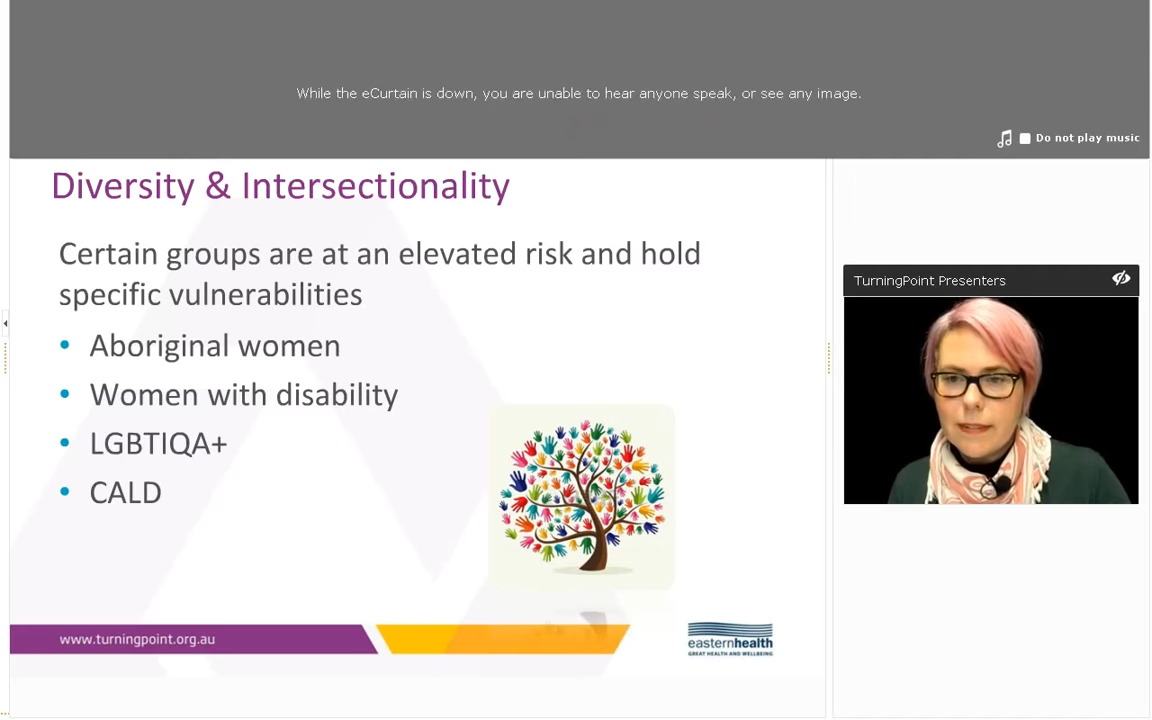 While the eCurtain is down, you are unable to hear anyone speak, or see any image.
Do not play music
Diversity & Intersectionality
Certain groups are at an elevated risk and hold
specific vulnerabilities
• Aboriginal women
• Women with disability
• LGBTIQA+
• CALD
TurningPoint Presenters
www.turningpoint.org.au
easternhealth
GREAT HEALTH AND WELLBEING